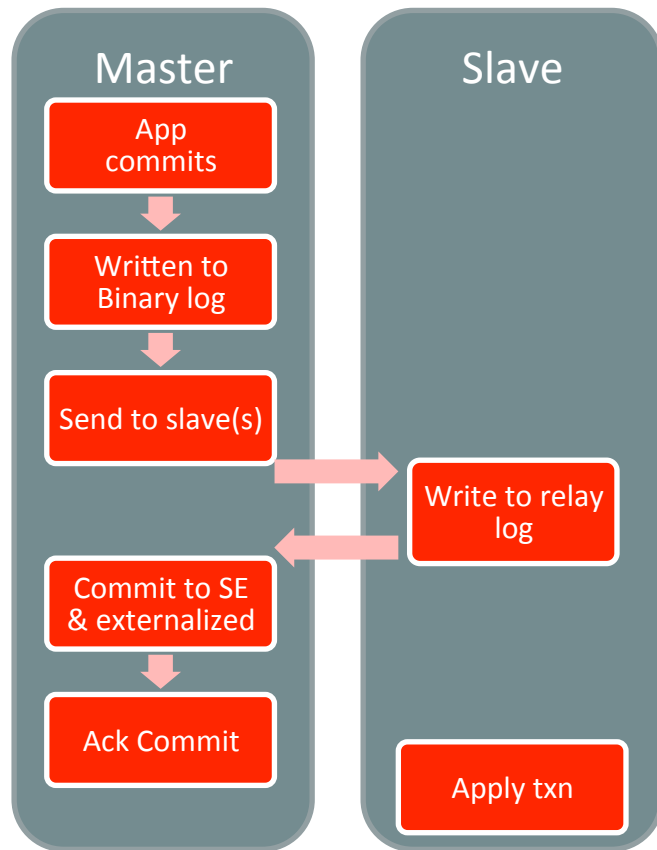 Master
App
commits
Written to
Binary log
Send to slave(s)
Commit to SE
& externalized
Ack Commit
Slave
Write to relay
log
Apply txn